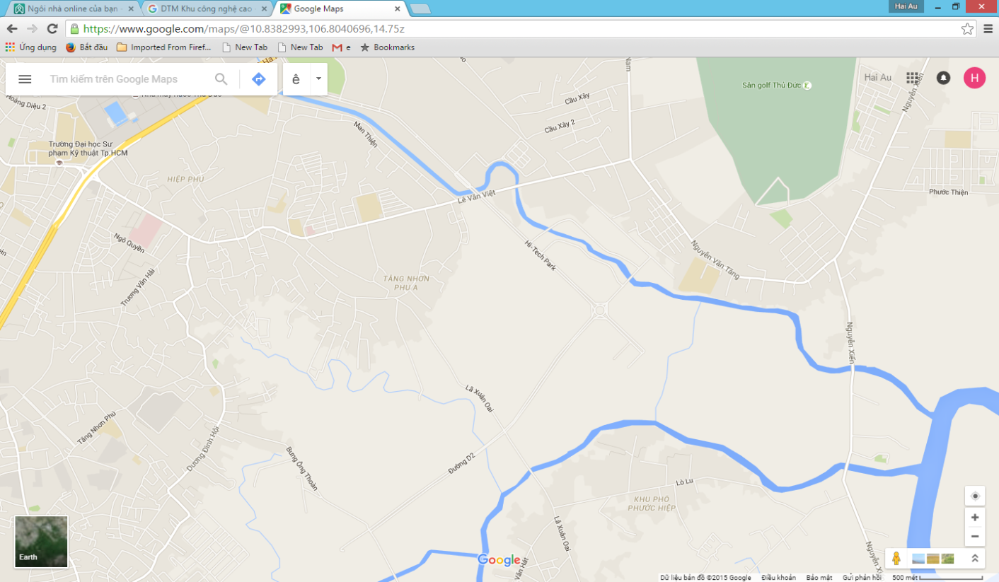 Ngôi nhà online của bạn
DTM Khu công nghệ cao
Google Maps
Hai Au
https://www.google.com/maps/@10.8382993,106.8040696,14.75z
Ứng dụng
Bắt đầu
Imported From Firef...
New Tab
New Tab
e
Bookmarks
Tìm kiếm trên Google Maps
ê
Nam
Sân golf Thủ Đức
Hai Au
H
Hoàng Diệu 2
Cầu Xây
Nguyễn Xiển
Man Thiện
Cầu Xây 2
Trường Đại học Sư
phạm Kỹ thuật Tp.HCM
HIỆP PHÚ
Lê Văn Việt
Phước Thiện
Ngô Quyền
Hi-Tech Park
Nguyễn Văn Tăng
Trương Văn Hải
TĂNG NHƠN
PHÚ A
Nguyễn Xiển
Lã Xuân Oai
Tăng Nhơn Phú
Dương Đình Hội
Bưng Ông Thoàn
Đường D2
Lò Lu
KHU PHỐ
PHƯỚC HIỆP
Lã Xuân Oai
Earth
Google
Dữ liệu bản đồ ©2015 Google
Điều khoản
Bảo mật
Gửi phản hồi
500 mét